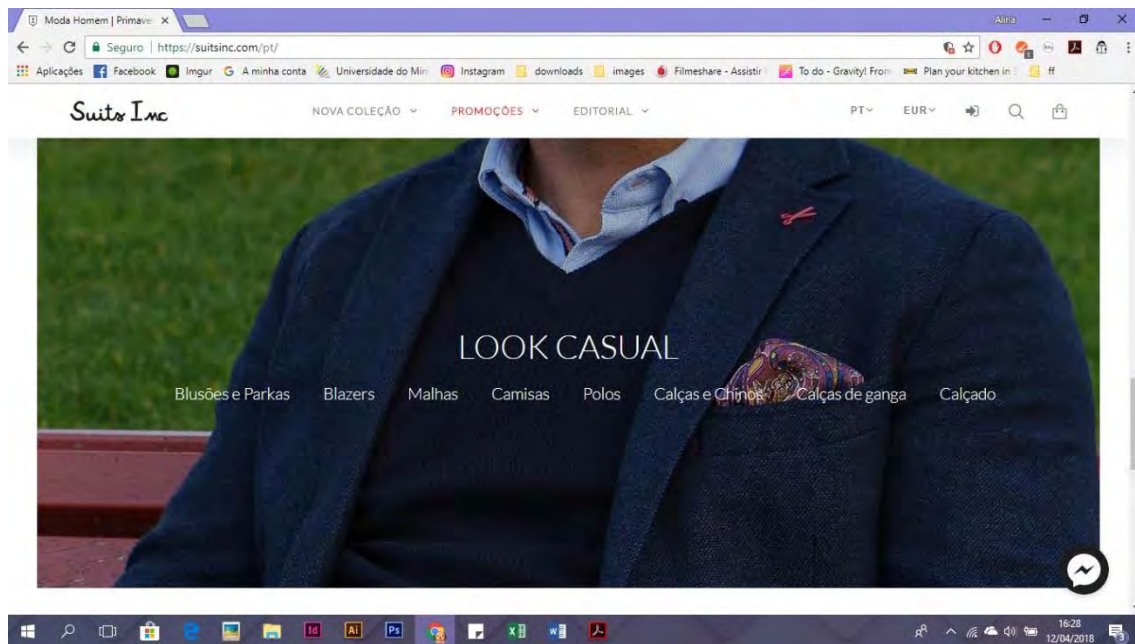 Moda Homem | Primave
Alina
Seguro | https://suitsinc.com/pt/
Aplicações Facebook Imgur A minha conta Universidade do Min Instagram downloads images Filmeshare - Assistir To do - Gravity! From Plan your kitchen in ff
Suits Inc NOVA COLEÇÃO PROMOÇÕES EDITORIAL PT EUR
LOOK CASUAL
Blusões e Parkas Blazers Malhas Camisas Polos Calças e Chinos Calças de ganga Calçado
16:28
12/04/2018